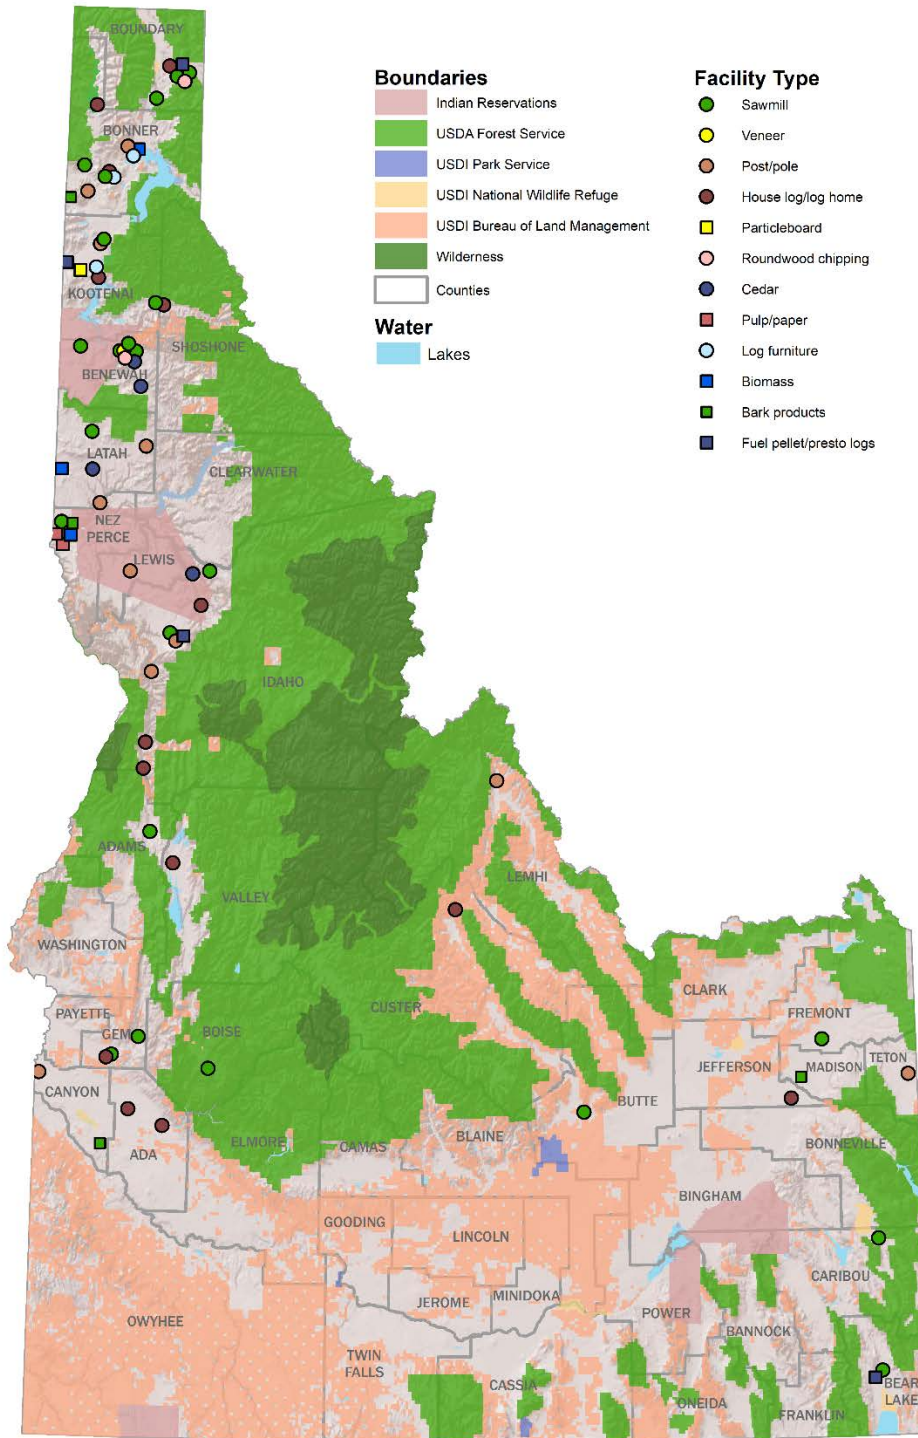 BOUNDARY
BONNER
KOOTENAI
SHOSHONE
BENEWAH
LATAH
CLEARWATER
NEZ
PERCE
LEWIS
IDAHO
ADAMS
VALLEY
LEMHI
WASHINGTON
CUSTER
CLARK
PAYETTE
GEM
BOISE
FREMONT
JEFFERSON
MADISON
TETON
CANYON
BUTTE
ADA
ELMORE
CAMAS
BLAINE
BONNEVILLE
BINGHAM
GOODING
LINCOLN
CARIBOU
JEROME
MINIDOKA
POWER
OWYHEE
BANNOCK
TWIN
FALLS
CASSIA
ONEIDA
FRANKLIN
BEAR
LAKE
Boundaries
Indian Reservations
USDA Forest Service
USDI Park Service
USDI National Wildlife Refuge
USDI Bureau of Land Management
Wilderness
Counties
Water
Lakes
Facility Type
Sawmill
Veneer
Post/pole
House log/log home
Particleboard
Roundwood chipping
Cedar
Pulp/paper
Log furniture
Biomass
Bark products
Fuel pellet/presto logs